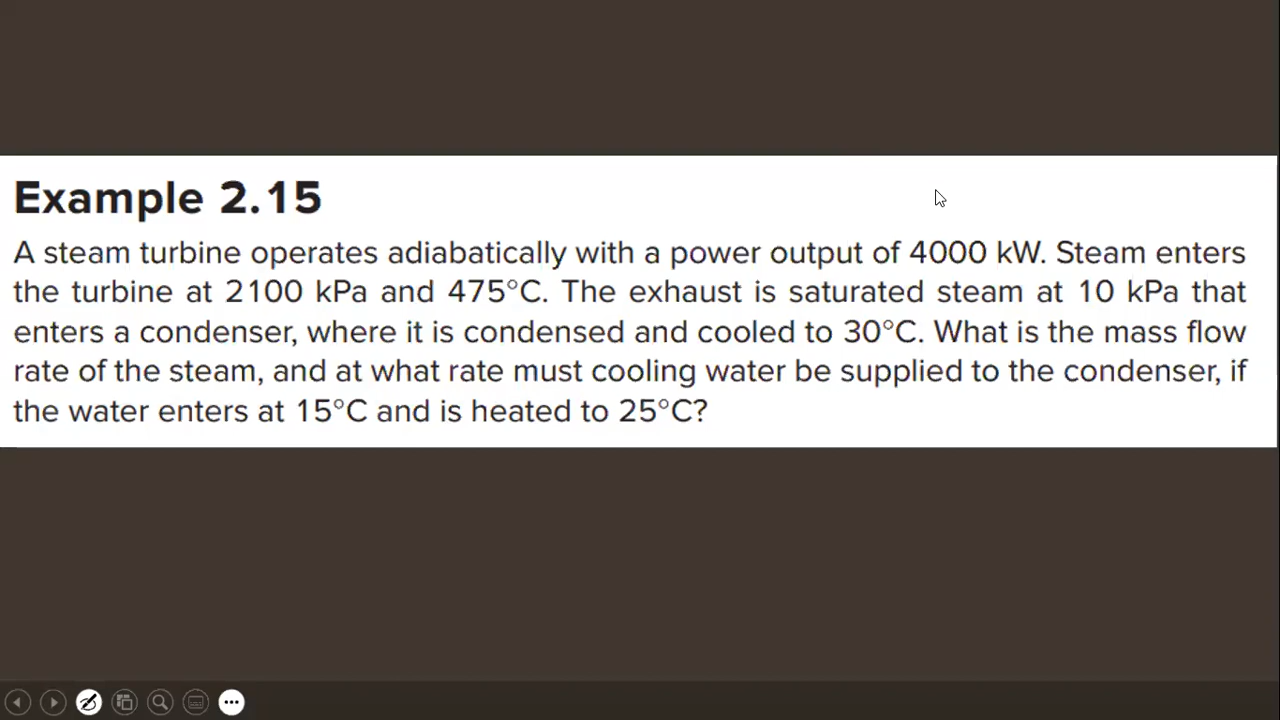 Example 2.15
A steam turbine operates adiabatically with a power output of 4000 kW. Steam enters
the turbine at 2100 kPa and 475°C. The exhaust is saturated steam at 10 kPa that
enters a condenser, where it is condensed and cooled to 30°C. What is the mass flow
rate of the steam, and at what rate must cooling water be supplied to the condenser, if
the water enters at 15°C and is heated to 25°C?